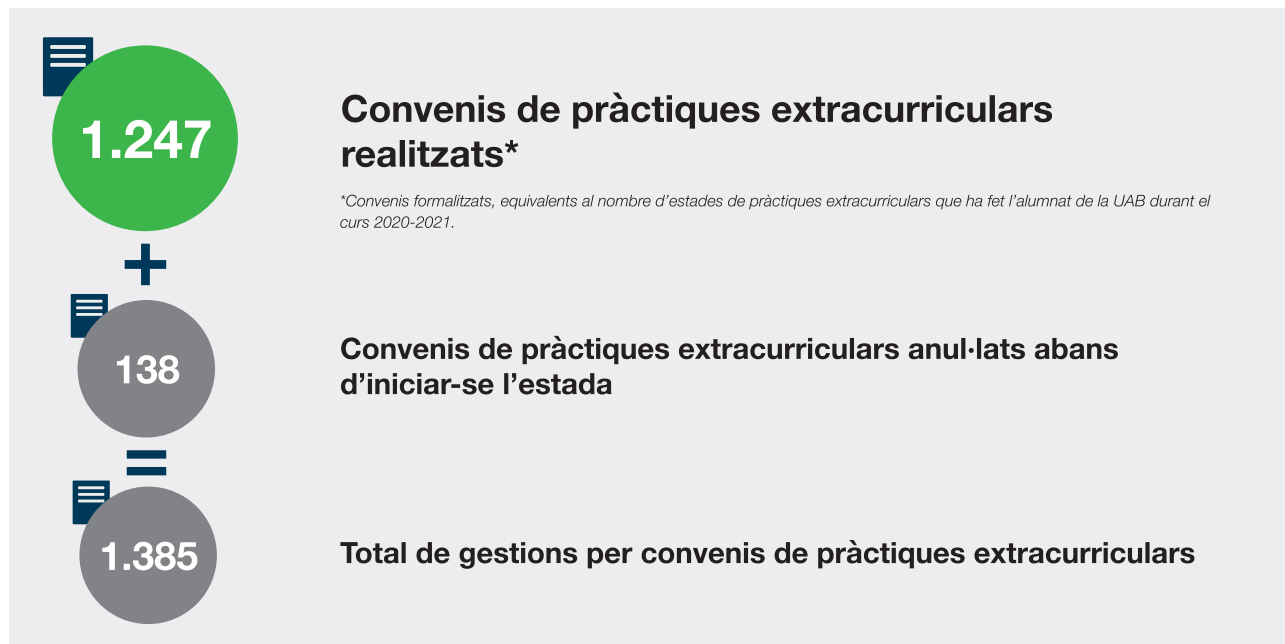 1.247
Convenis de pràctiques extracurriculars
realitzats*
*Convenis formalitzats, equivalents al nombre d'estades de pràctiques extracurriculars que ha fet l'alumnat de la UAB durant el
curs 2020-2021.
+
138
Convenis de pràctiques extracurriculars anul·lats abans
d'iniciar-se l'estada
=
1.385
Total de gestions per convenis de pràctiques extracurriculars